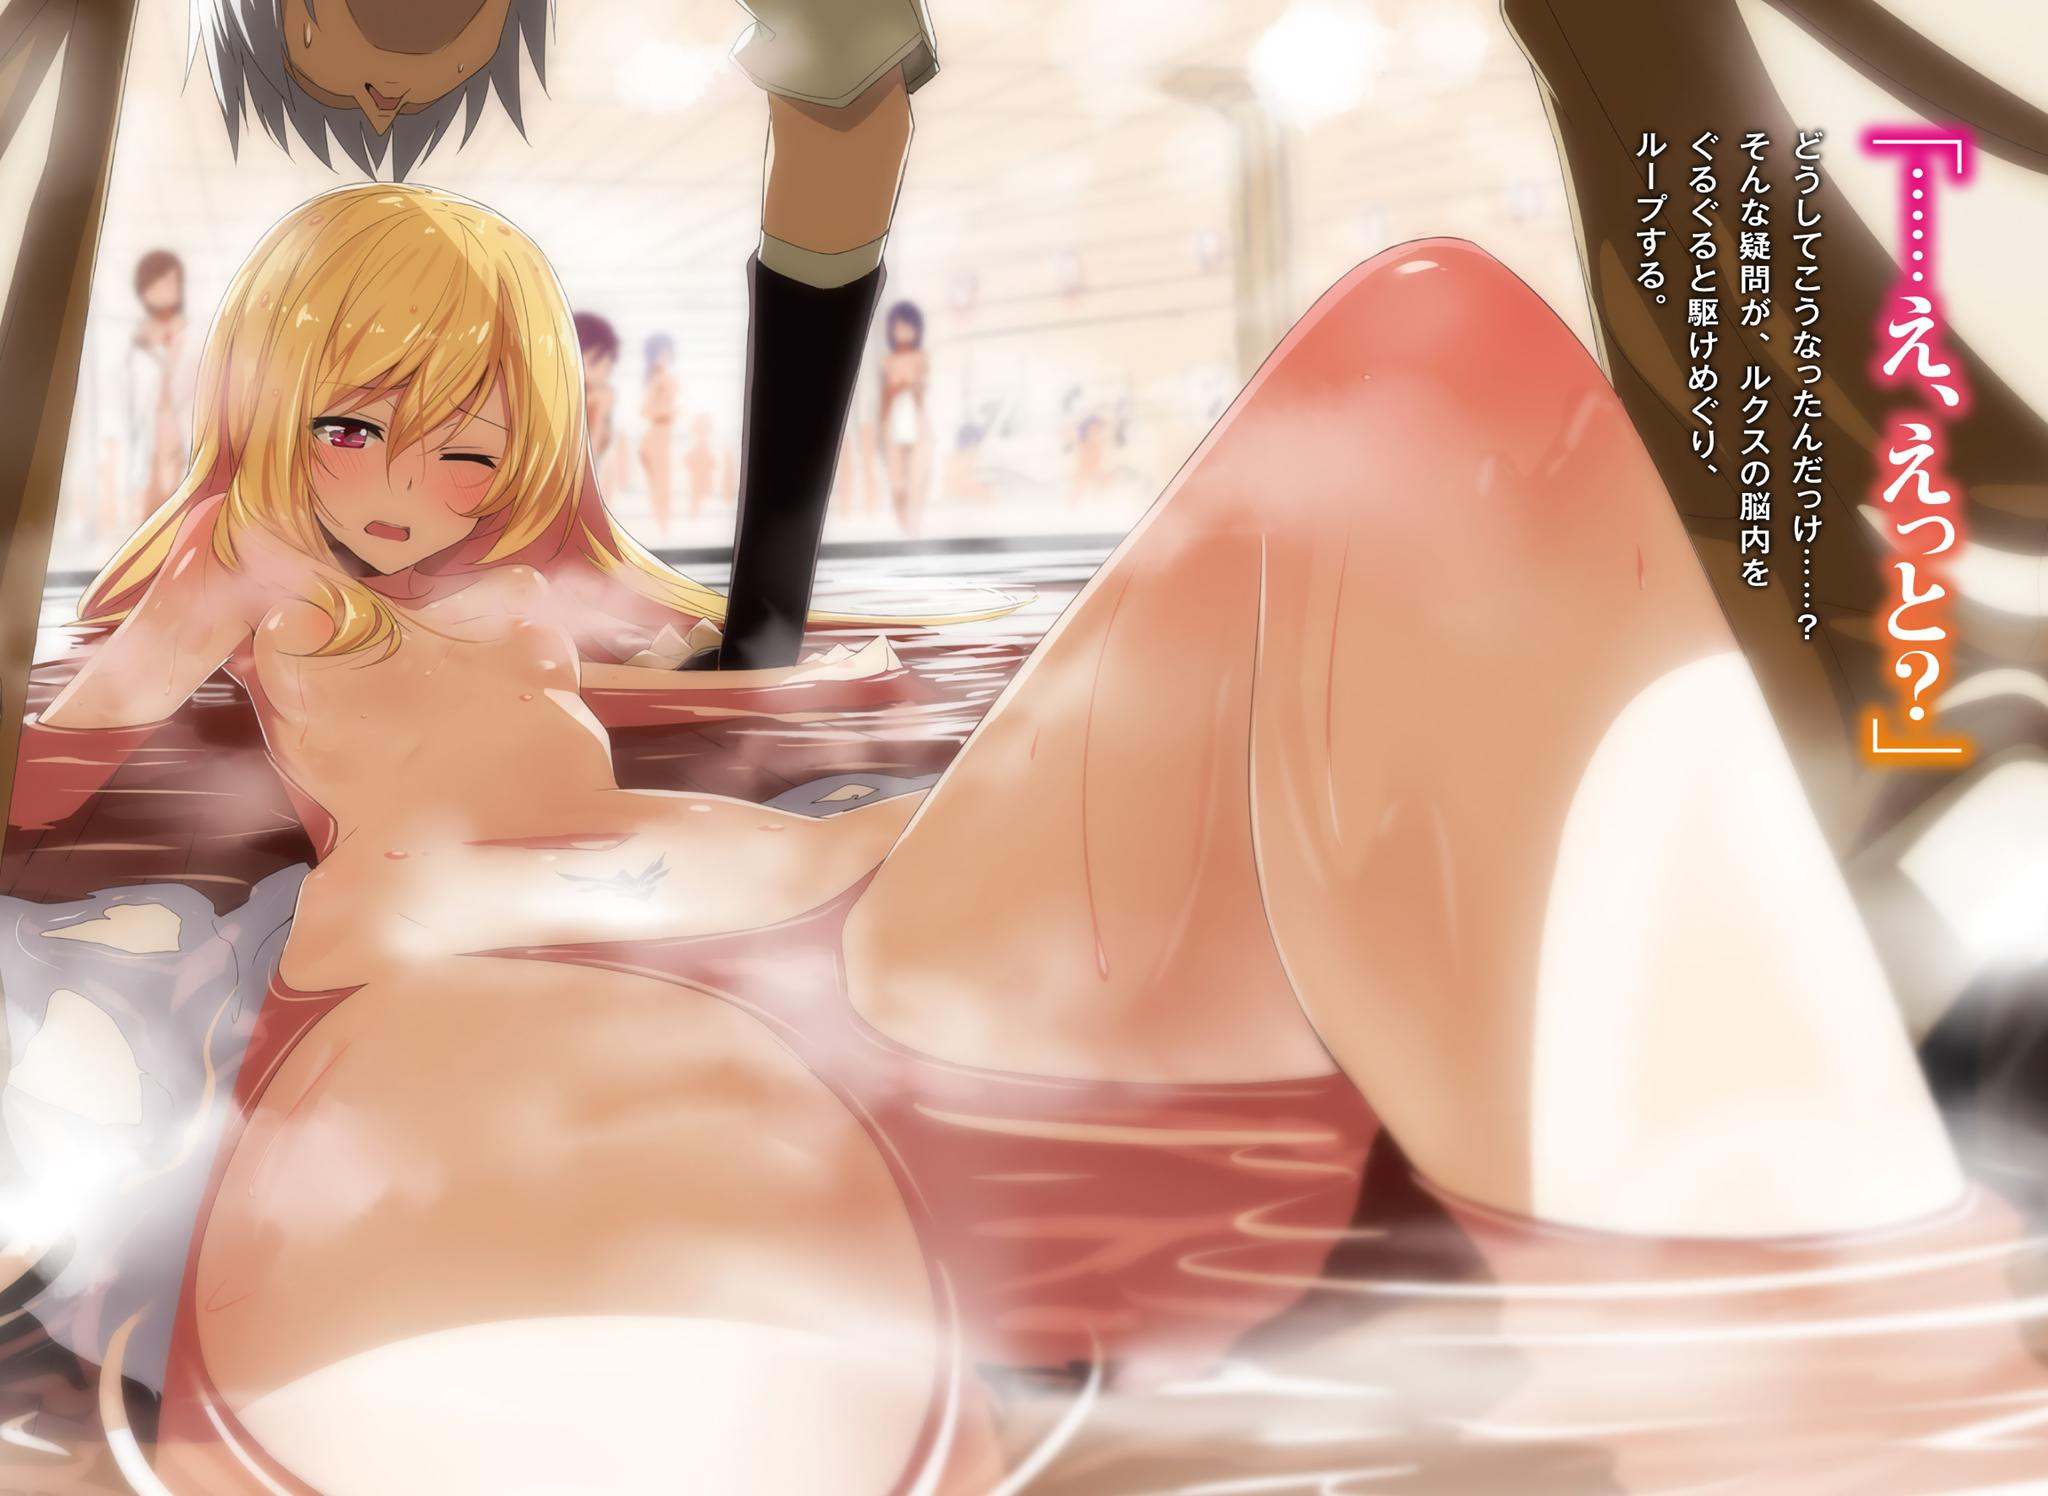 「……え、えっと？」
どうしてこうなったんだっけ……？
そんな疑問が、ルクスの脳内を
ぐるぐると駆けめぐり、
ループする。